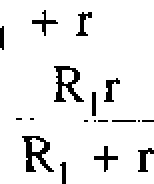 + r
R₁r
R₁ + r